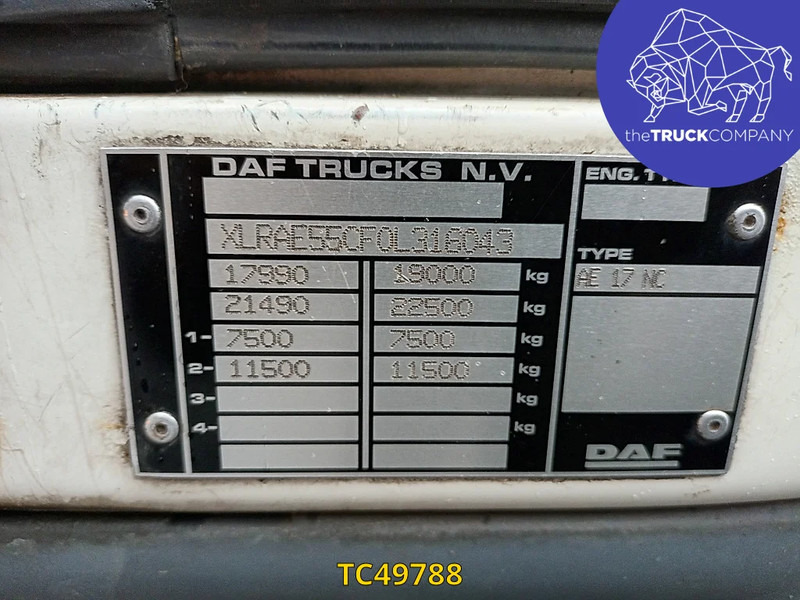 theTRUCKCOMPANY
DAF TRUCKS N.V.
ENG.
XLRAE55CF0L316043
TYPE
17990 19000 kg
AE 17 NC
21490 22500 kg
1- 7500 7500 kg
2- 11500 11500 kg
3- kg
4- kg
DAF
TC49788